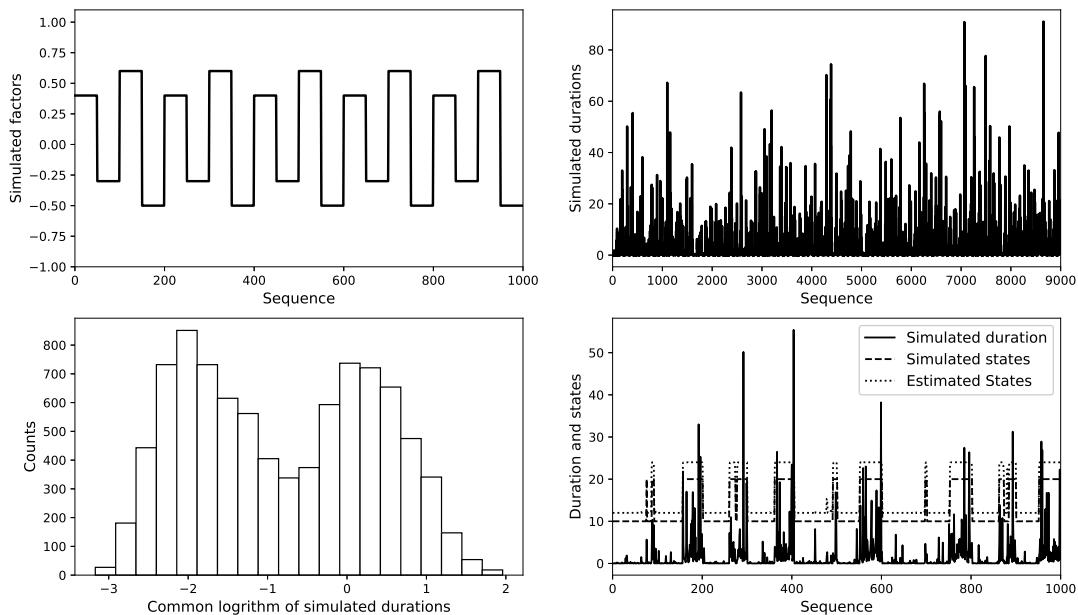 1.00
0.75
0.50
0.25
0.00
−0.25
−0.50
−0.75
−1.00
Simulated factors
0 200 400 600 800 1000
Sequence
80
60
40
20
0
Simulated durations
0 1000 2000 3000 4000 5000 6000 7000 8000 9000
Sequence
800
700
600
500
400
300
200
100
0
Counts
−3 −2 −1 0 1 2
Common logrithm of simulated durations
50
40
30
20
10
0
Duration and states
Simulated duration
Simulated states
Estimated States
0 200 400 600 800 1000
Sequence